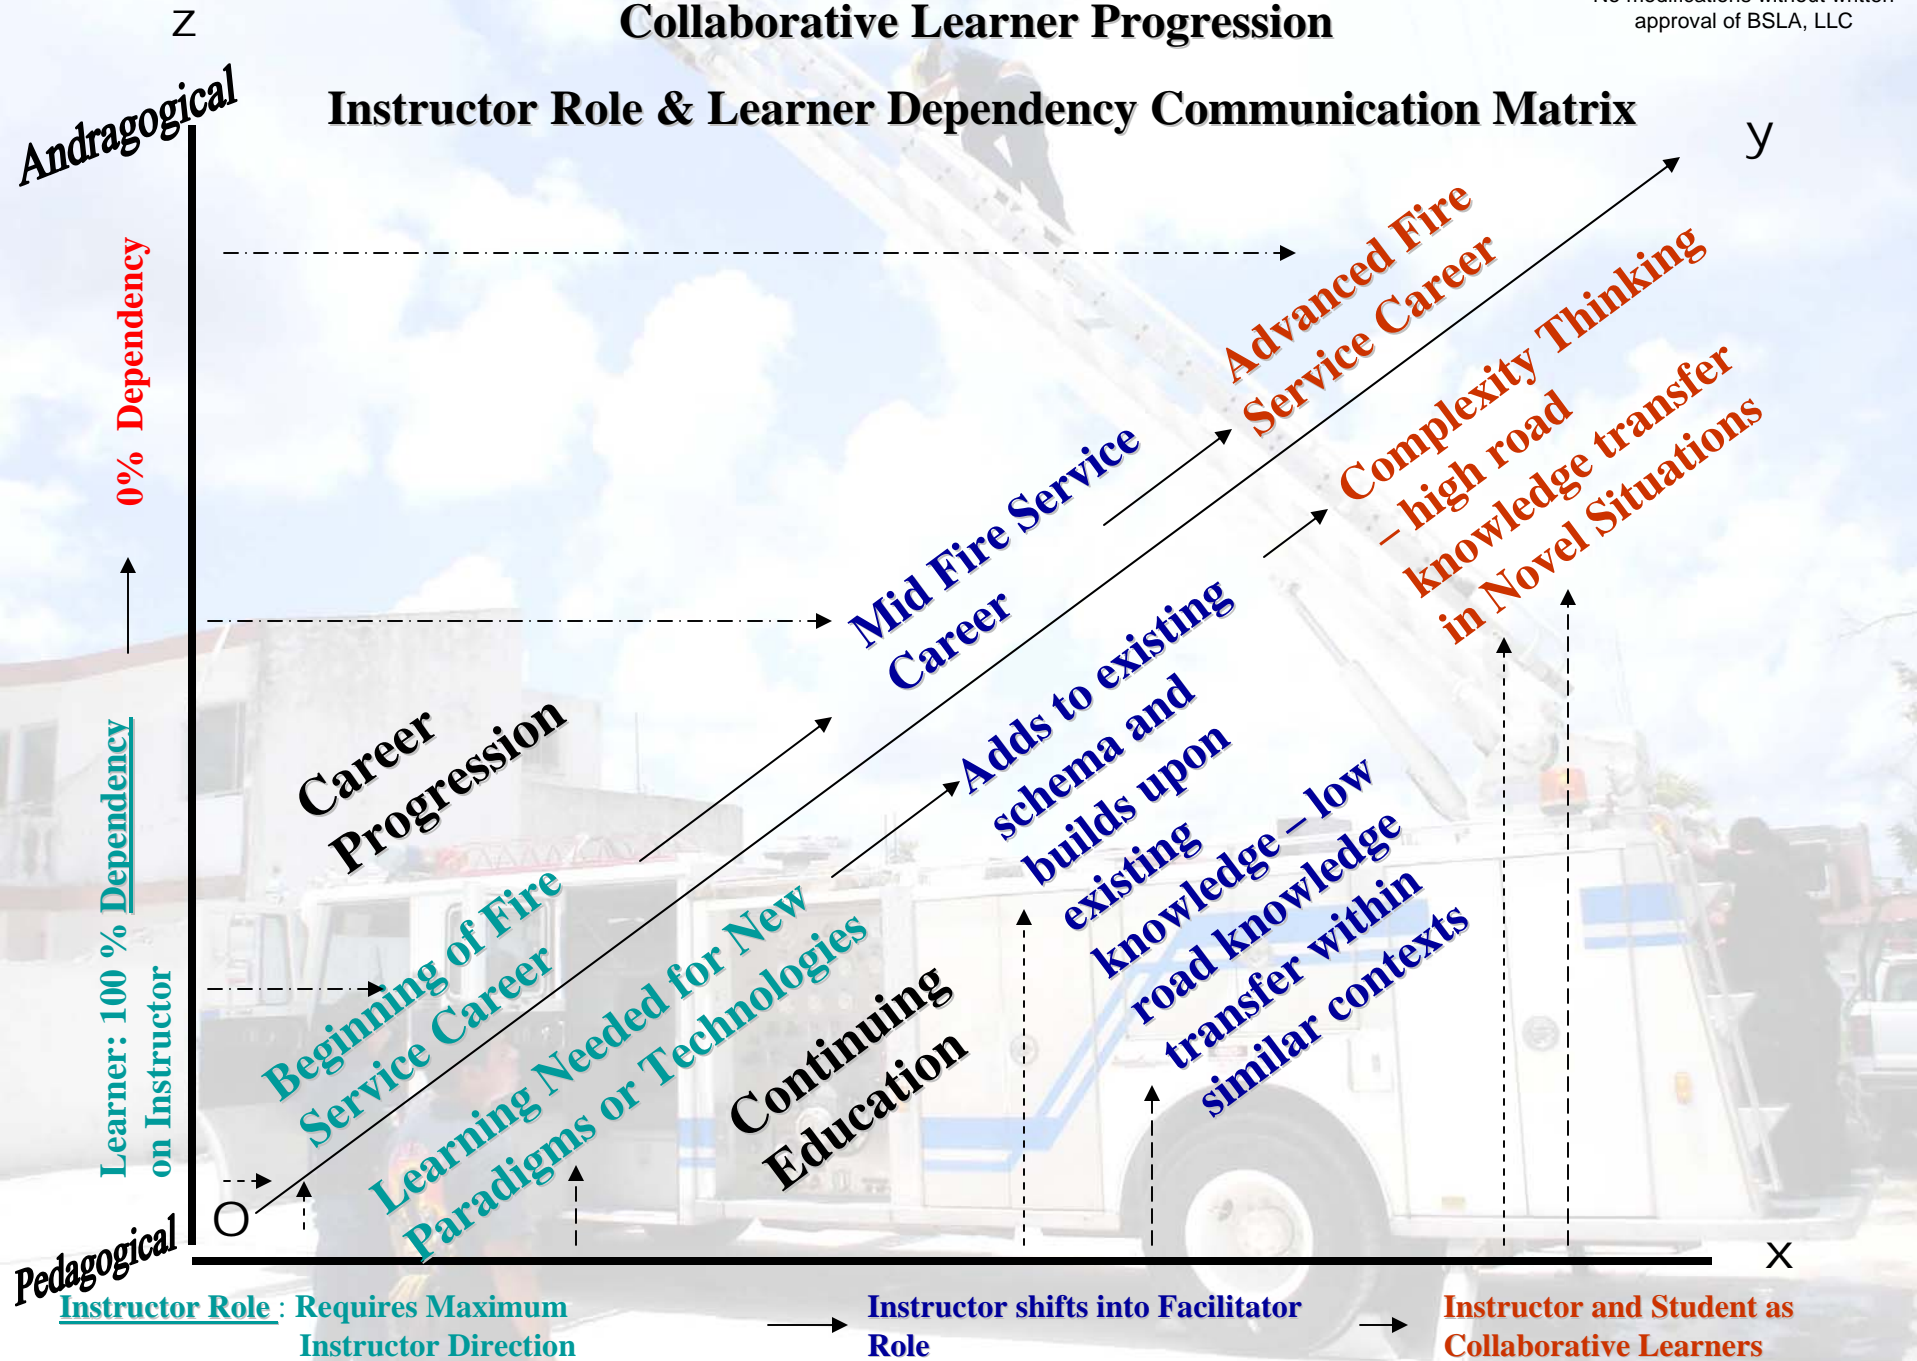 No modifications without written
approval of BSLA, LLC
Collaborative Learner Progression
Instructor Role & Learner Dependency Communication Matrix
z
y
Andragogical
0% Dependency
Learner: 100 % Dependency
on Instructor
Pedagogical
O
x
Career
Progression
Beginning of Fire
Service Career
Mid Fire Service
Career
Advanced Fire
Service Career
Learning Needed for New
Paradigms or Technologies
Continuing
Education
Adds to existing
schema and
builds upon
existing
knowledge – low
road knowledge
transfer within
similar contexts
Complexity Thinking
– high road
knowledge transfer
in Novel Situations
Instructor Role : Requires Maximum
Instructor Direction
Instructor shifts into Facilitator
Role
Instructor and Student as
Collaborative Learners